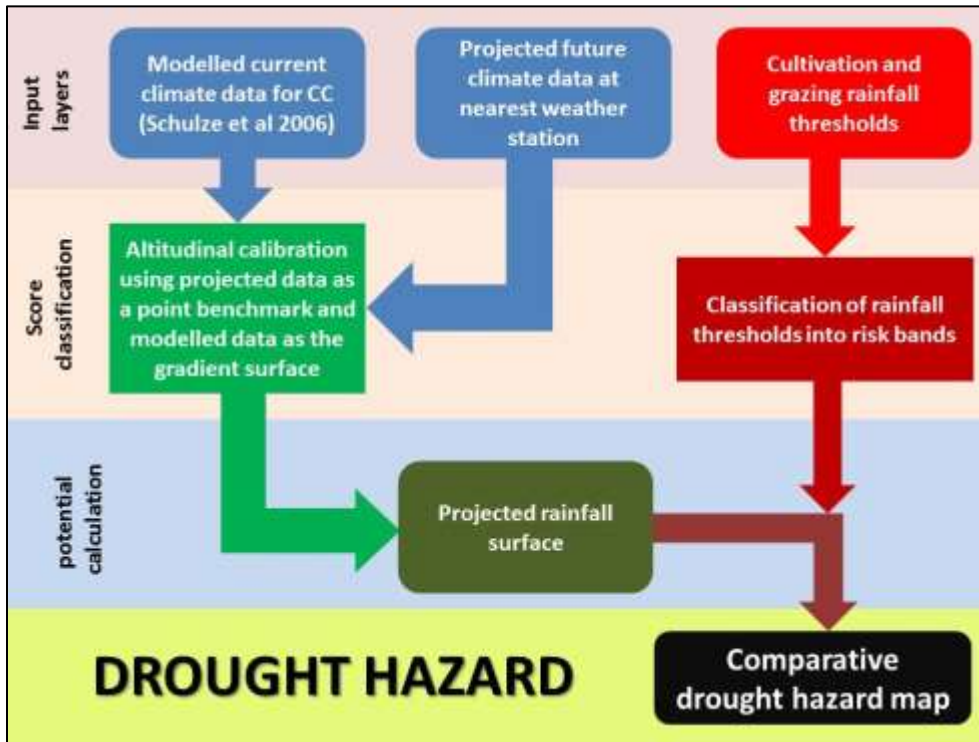 Input
layers
Modelled current
climate data for CC
(Schulze et al 2006)
Projected future
climate data at
nearest weather
station
Cultivation and
grazing rainfall
thresholds
Score
classification
Altitudinal calibration
using projected data as
a point benchmark and
modelled data as the
gradient surface
Classification of rainfall
thresholds into risk bands
potential
calculation
Projected rainfall
surface
DROUGHT HAZARD
Comparative
drought hazard map